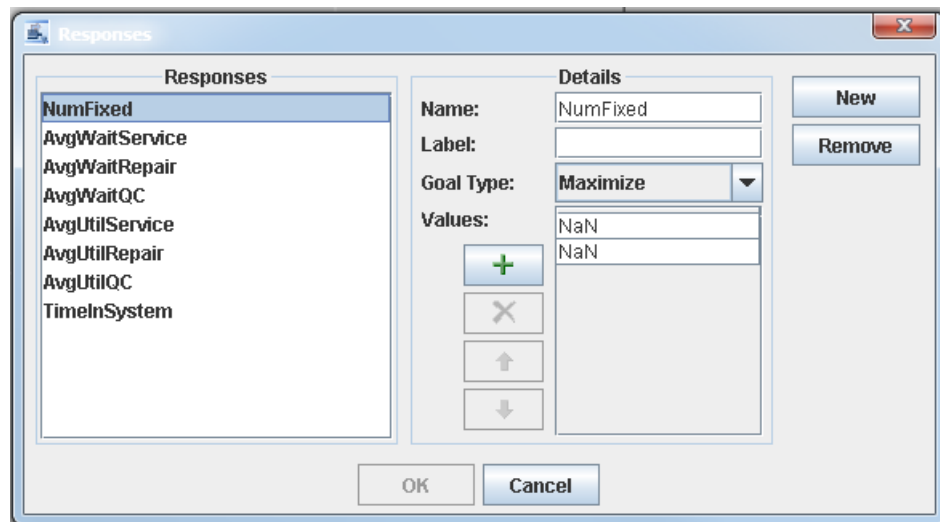 Responses
Responses
NumFixed
AvgWaitService
AvgWaitRepair
AvgWaitQC
AvgUtilService
AvgUtilRepair
AvgUtilQC
TimeInSystem
Details
Name: NumFixed
Label:
Goal Type: Maximize
Values:
NaN
NaN
New
Remove
OK
Cancel